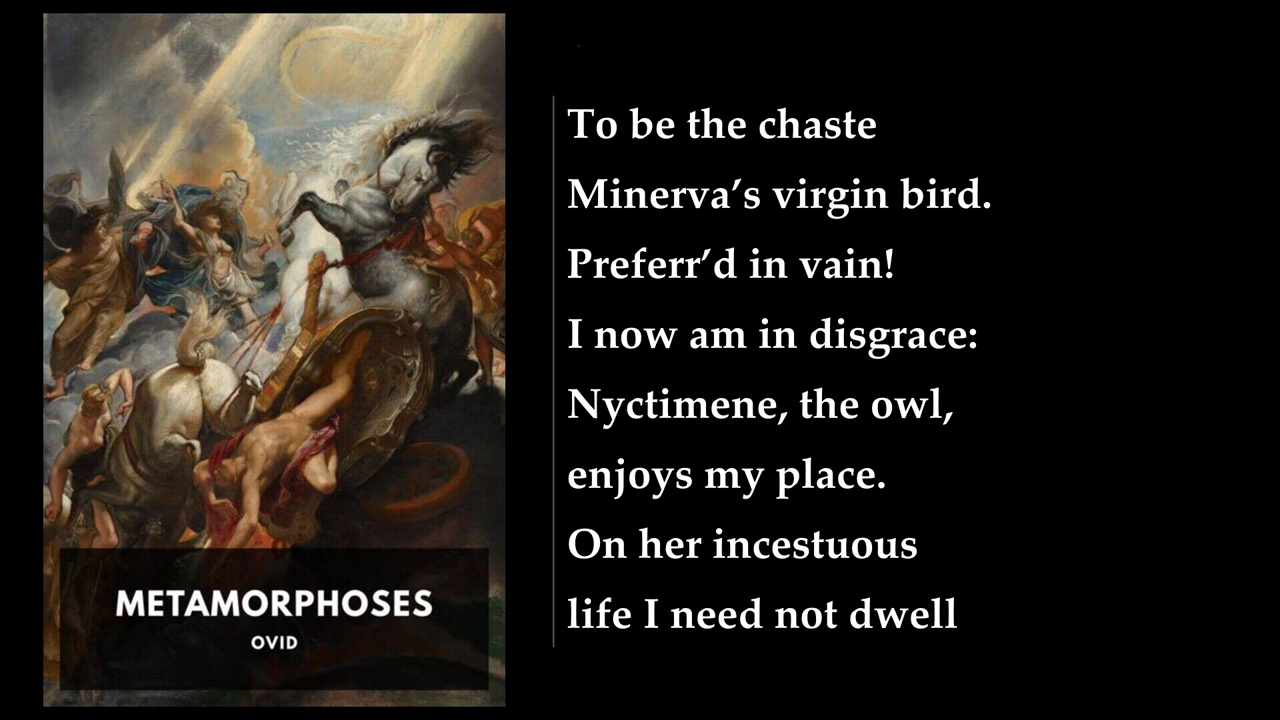 METAMORPHOSES
OVID
To be the chaste
Minerva’s virgin bird.
Preferr’d in vain!
I now am in disgrace:
Nyctimene, the owl,
enjoys my place.
On her incestuous
life I need not dwell